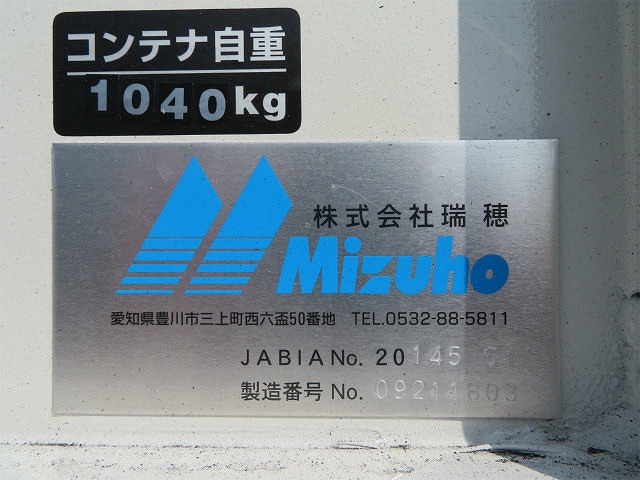 コンテナ自重
1040kg
株式会社瑞穂
Mizuho
愛知県豊川市三上町西六盃50番地 TEL.0532-88-5811
JABIA No. 20145
製造番号 No.